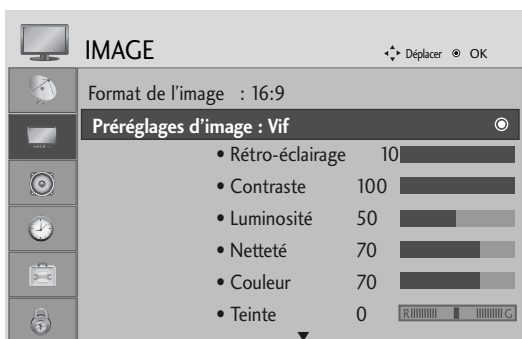 IMAGE Déplacer OK
Format de l'image : 16:9
Préréglages d'image : Vif
• Rétro-éclairage 10
• Contraste 100
• Luminosité 50
• Netteté 70
• Couleur 70
• Teinte 0 R G